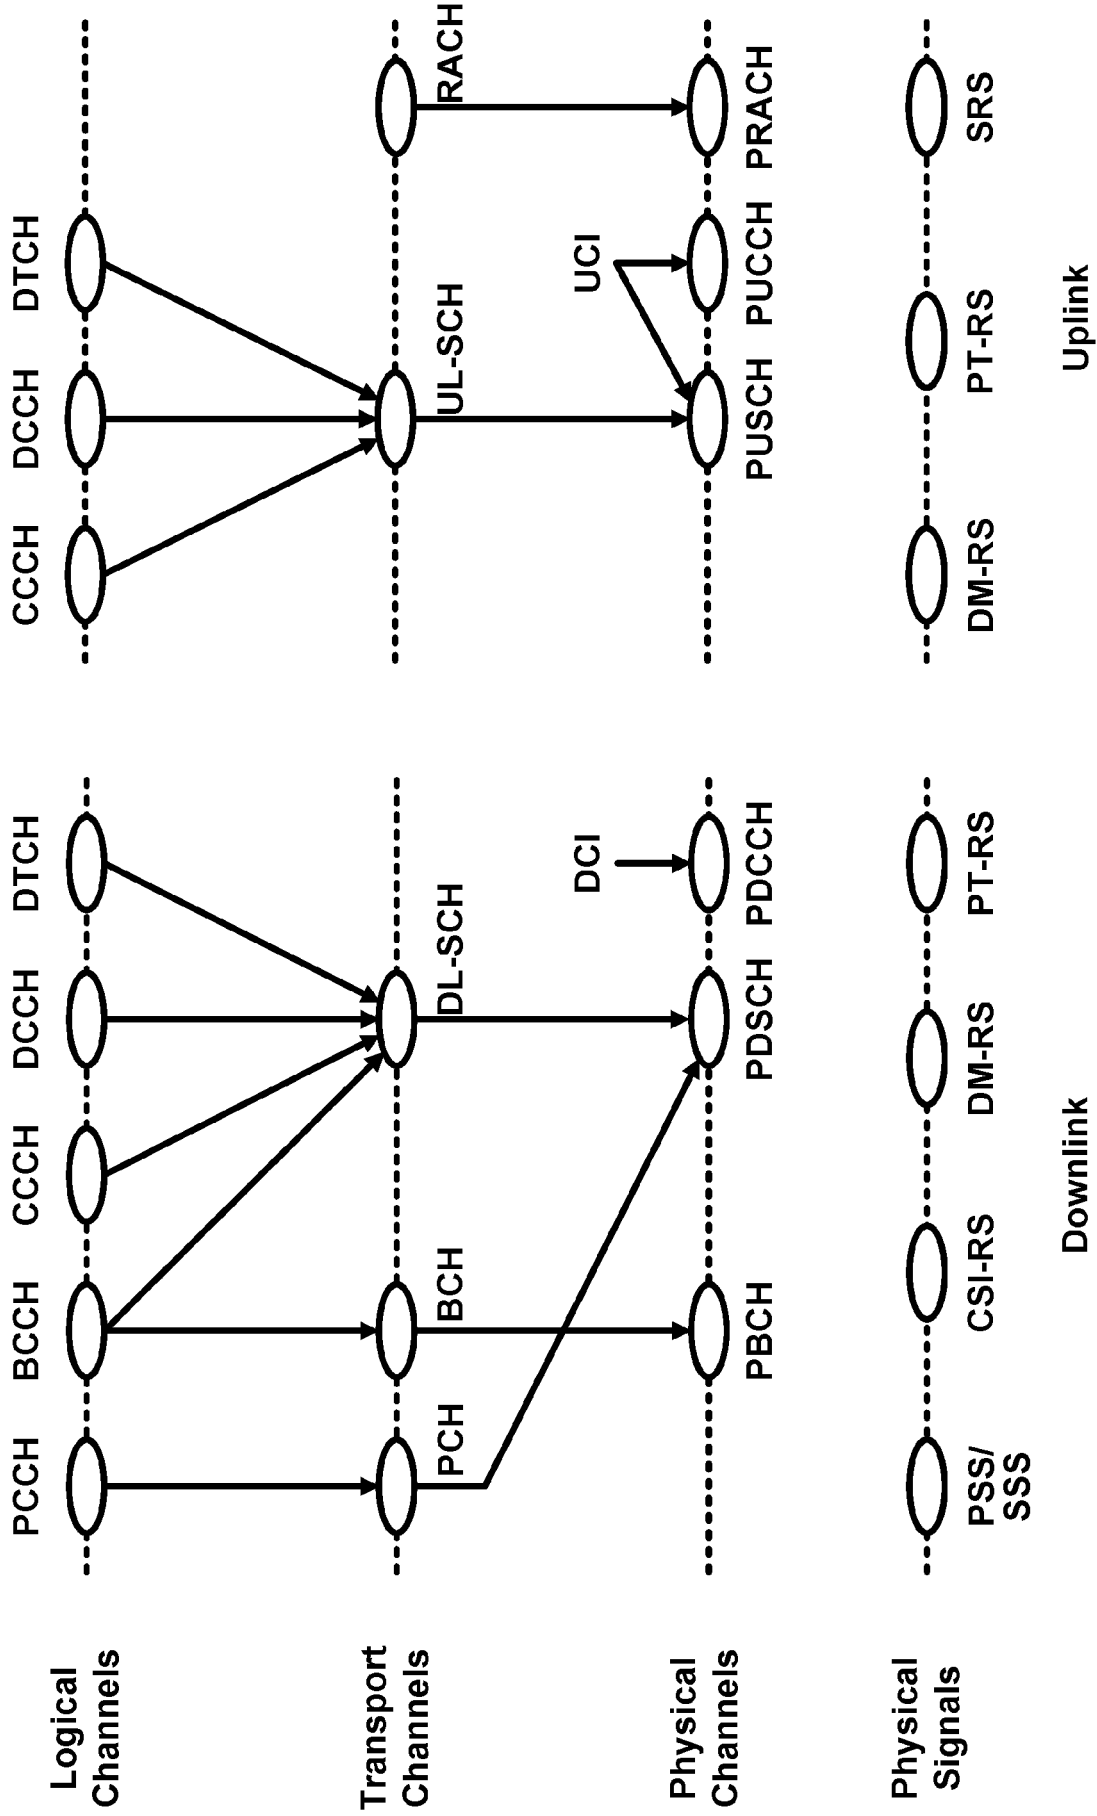 Logical
Channels
PCCH
BCCH
CCCH
DCCH
DTCH
CCCH
DCCH
DTCH
Transport
Channels
PCH
BCH
DL-SCH
UL-SCH
RACH
DCI
UCI
Physical
Channels
PBCH
PDSCH
PDCCH
PUSCH
PUCCH
PRACH
Physical
Signals
PSS/
SSS
CSI-RS
DM-RS
PT-RS
DM-RS
PT-RS
SRS
Downlink
Uplink